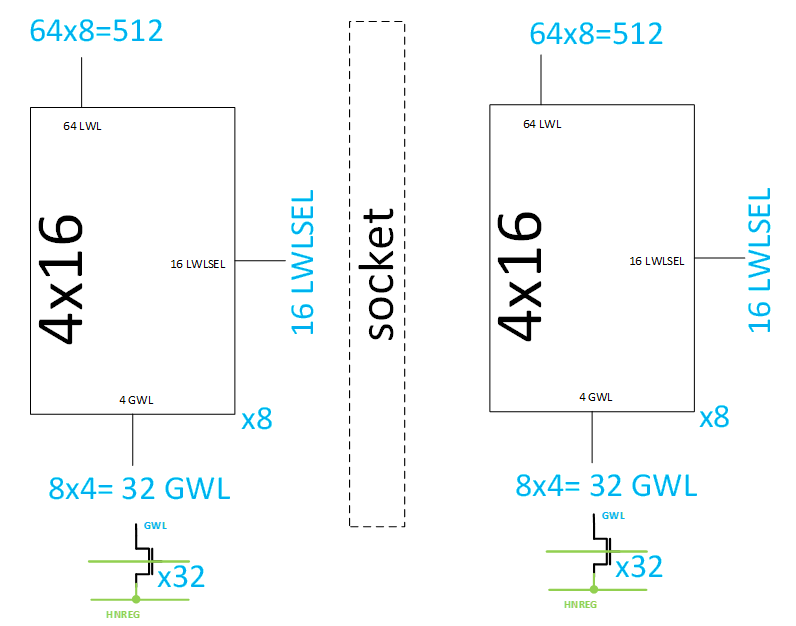 64x8=512
64 LWL
4x16
16 LWLSEL
16 LWLSEL
4 GWL
x8
8x4= 32 GWL
GWL
x32
HNREG
socket
64x8=512
64 LWL
4x16
16 LWLSEL
16 LWLSEL
4 GWL
x8
8x4= 32 GWL
GWL
x32
HNREG